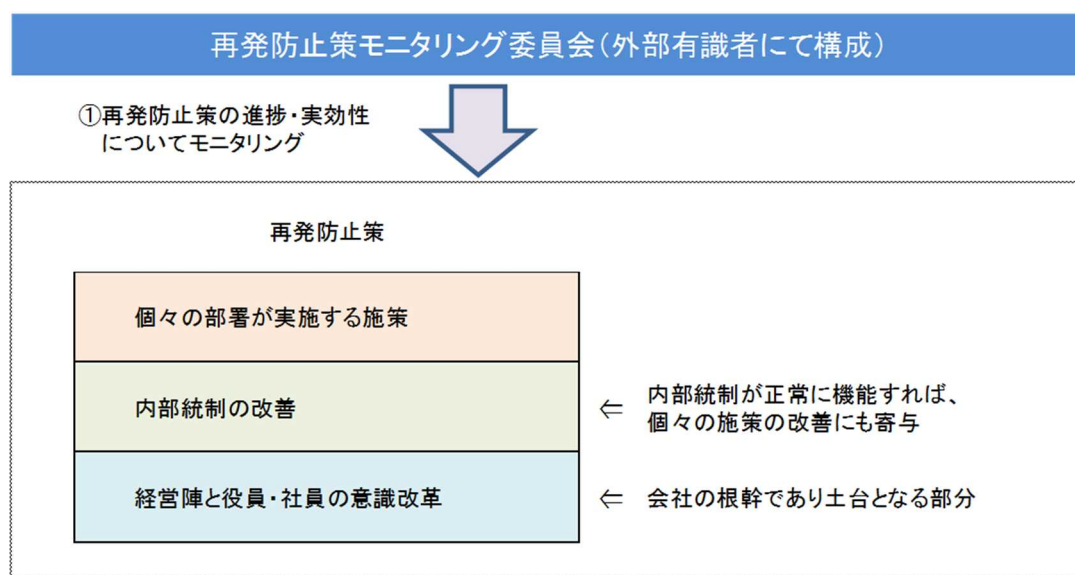 再発防止策モニタリング委員会(外部有識者にて構成)
①再発防止策の進捗・実効性
についてモニタリング
再発防止策
個々の部署が実施する施策
内部統制の改善
⇐ 内部統制が正常に機能すれば、
個々の施策の改善にも寄与
経営陣と役員・社員の意識改革
⇐ 会社の根幹であり土台となる部分